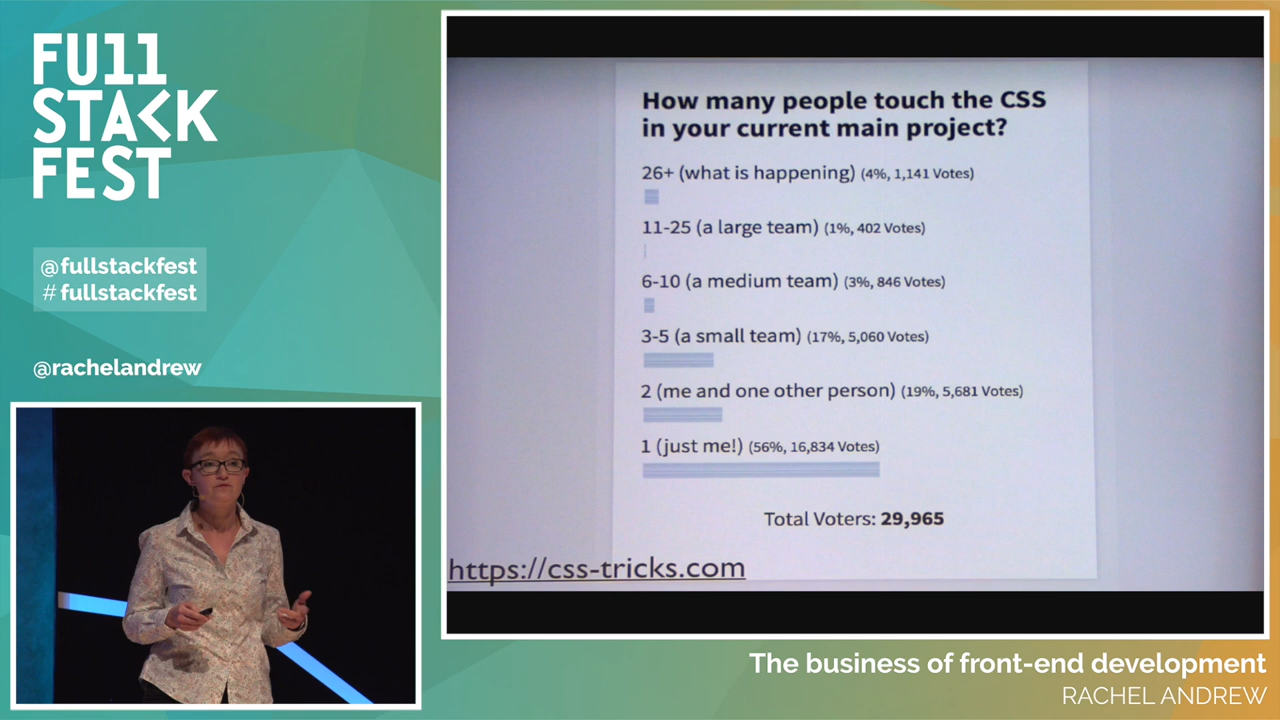 FU11
STACK
FEST
@fullstackfest
# fullstackfest
@rachelandrew
How many people touch the CSS
in your current main project?
26+ (what is happening) (4%, 1,141 Votes)
11-25 (a large team) (1%, 402 Votes)
6-10 (a medium team) (3%, 846 Votes)
3-5 (a small team) (17%, 5,060 Votes)
2 (me and one other person) (19%, 5,681 Votes)
1 (just me!) (56%, 16,834 Votes)
Total Voters: 29,965
https://css-tricks.com
The business of front-end development
RACHEL ANDREW